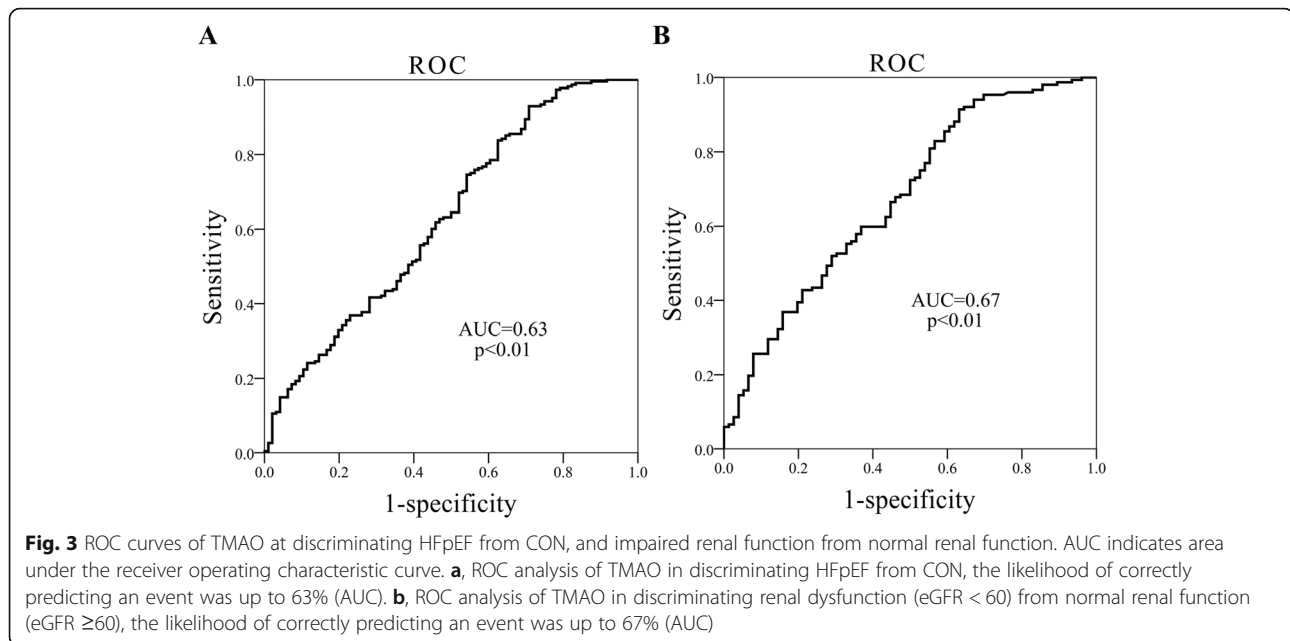 A
ROC
1.0
0.8
0.6
0.4
0.2
0.0
Sensitivity
AUC=0.63
p<0.01
0.0 0.2 0.4 0.6 0.8 1.0
1-specificity
B
ROC
1.0
0.8
0.6
0.4
0.2
0.0
Sensitivity
AUC=0.67
p<0.01
0.0 0.2 0.4 0.6 0.8 1.0
1-specificity
Fig. 3 ROC curves of TMAO at discriminating HFpEF from CON, and impaired renal function from normal renal function. AUC indicates area
under the receiver operating characteristic curve. a, ROC analysis of TMAO in discriminating HFpEF from CON, the likelihood of correctly
predicting an event was up to 63% (AUC). b, ROC analysis of TMAO in discriminating renal dysfunction (eGFR < 60) from normal renal function
(eGFR ≥60), the likelihood of correctly predicting an event was up to 67% (AUC)